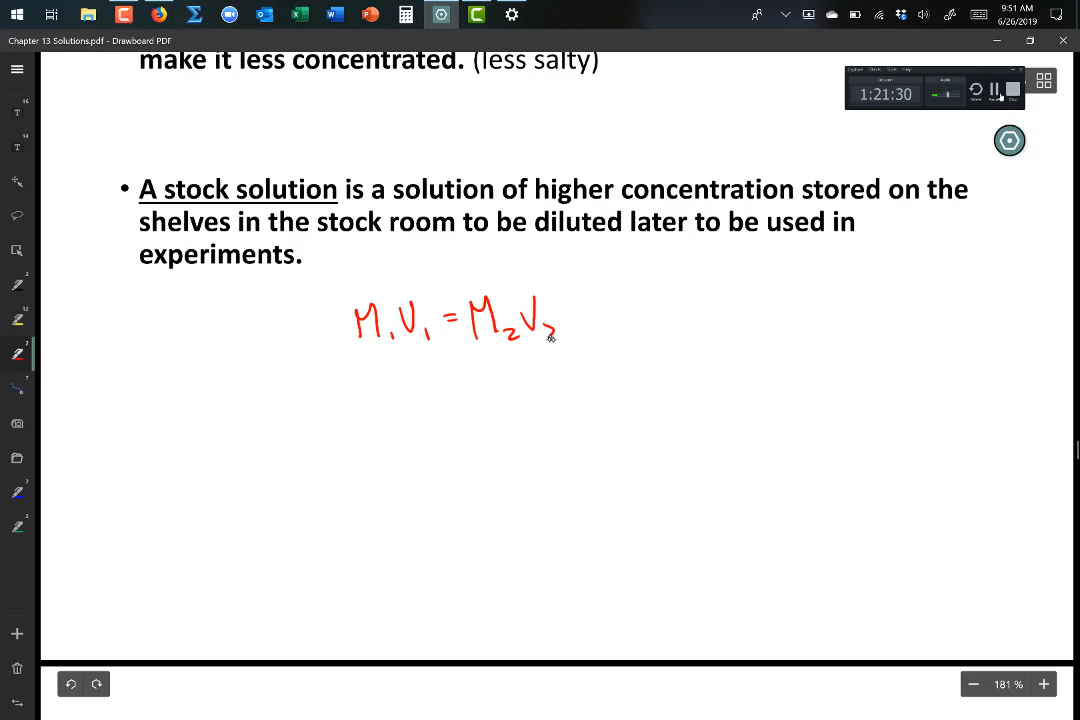 9:51 AM
6/26/2019
Chapter 13 Solutions.pdf - Drawboard PDF
make it less concentrated. (less salty)
1:21:30
• A stock solution is a solution of higher concentration stored on the
shelves in the stock room to be diluted later to be used in
experiments.
M₁V₁ = M₂V₂
181 %